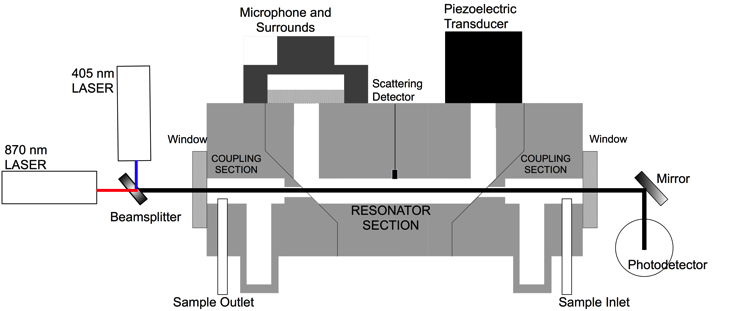 Microphone and
Surrounds
Piezoelectric
Transducer
405 nm
LASER
Scattering
Detector
870 nm
LASER
Window
COUPLING
SECTION
COUPLING
SECTION
Window
Mirror
Beamsplitter
RESONATOR
SECTION
Photodetector
Sample Outlet
Sample Inlet